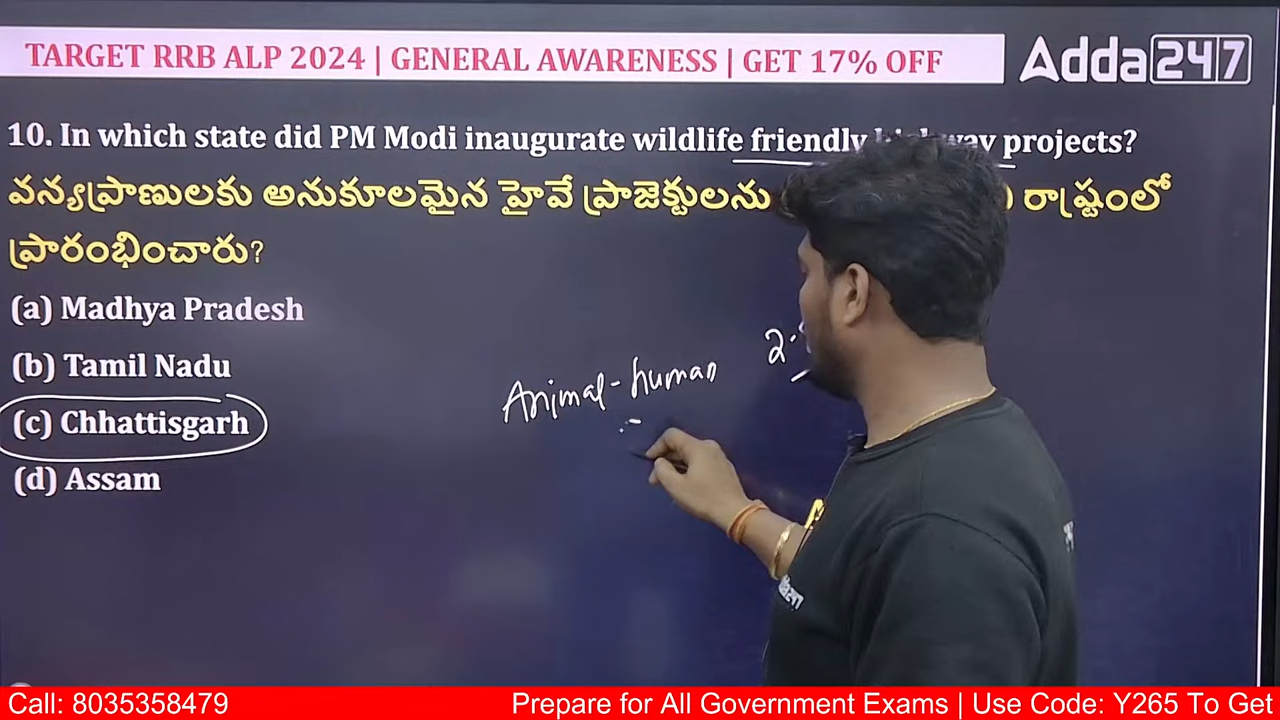 TARGET RRB ALP 2024 | GENERAL AWARENESS | GET 17% OFF
Adda247
10. In which state did PM Modi inaugurate wildlife friendly highway projects?
వన్యప్రాణులకు అనుకూలమైన హైవే ప్రాజెక్టులను రాష్ట్రంలో
ప్రారంభించారు?
(a) Madhya Pradesh
(b) Tamil Nadu
(c) Chhattisgarh
(d) Assam
Animal-human
2.
Call: 8035358479
Prepare for All Government Exams | Use Code: Y265 To Get